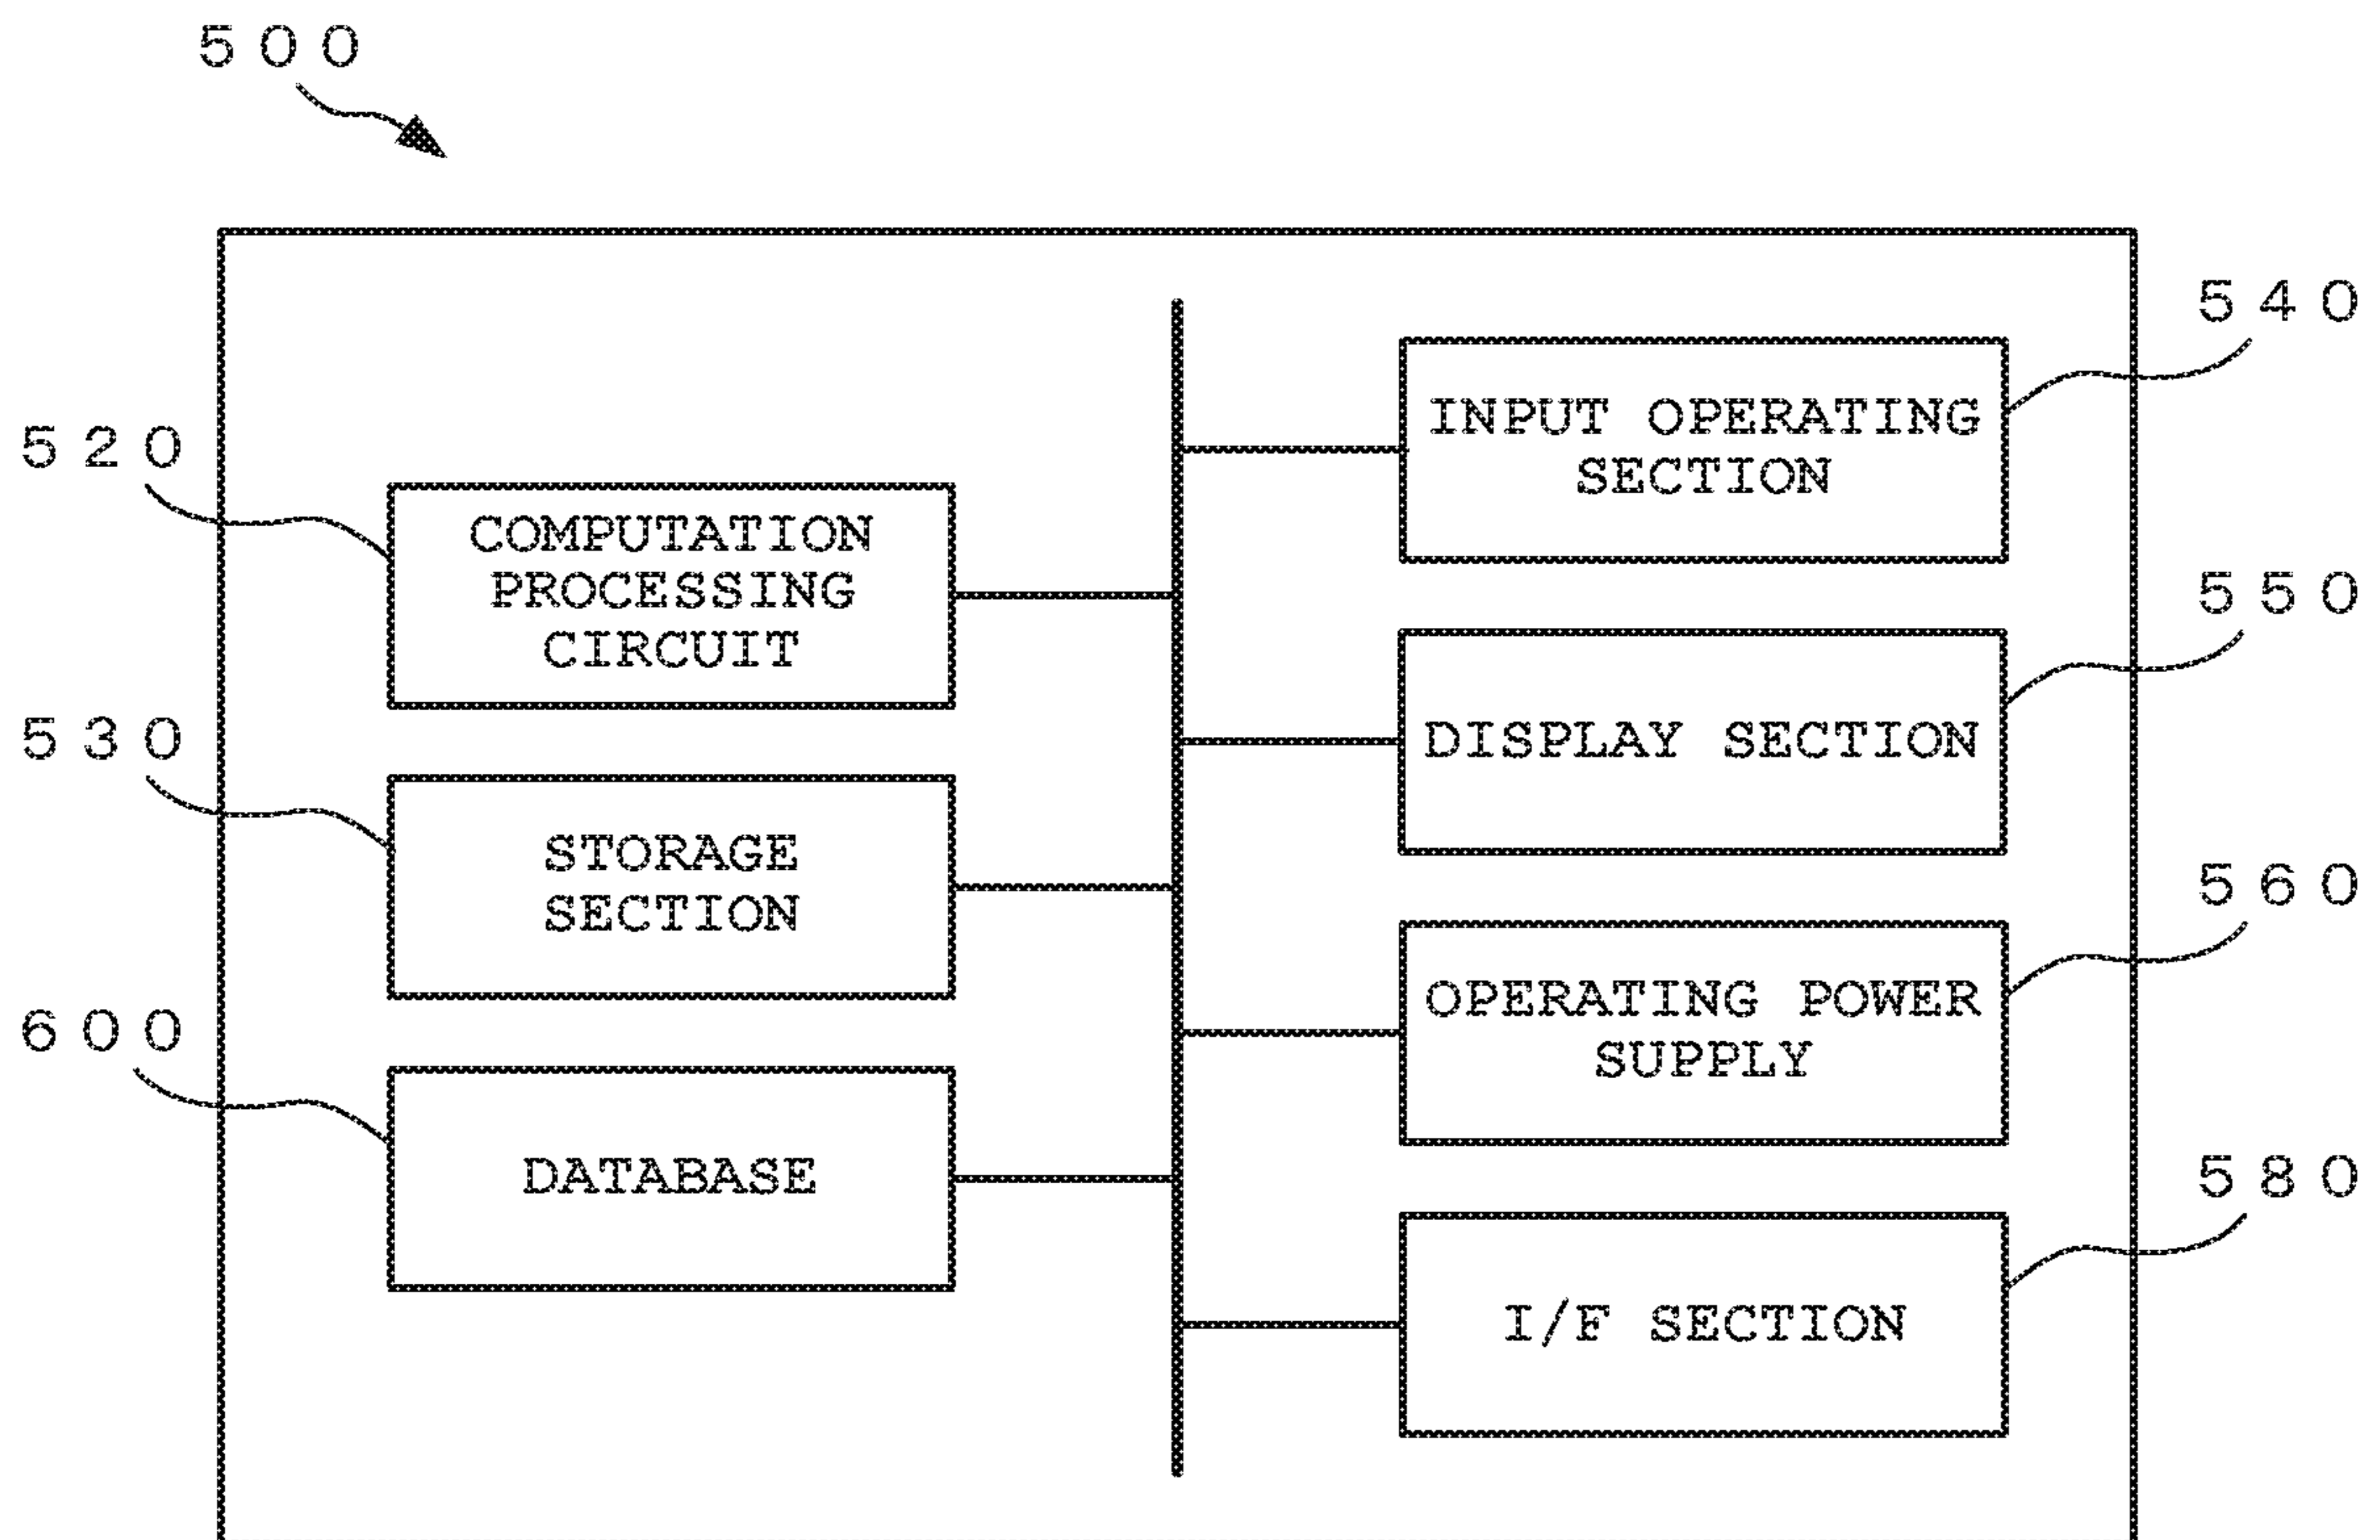 500
540
INPUT OPERATING
SECTION
520
COMPUTATION
PROCESSING
CIRCUIT
550
DISPLAY SECTION
530
STORAGE
SECTION
560
OPERATING POWER
SUPPLY
600
DATABASE
580
I/F SECTION